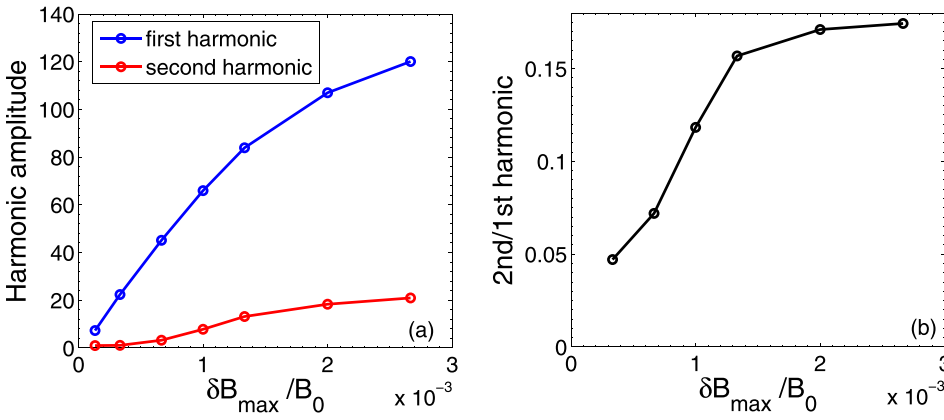 140
120
100
80
60
40
20
0
Harmonic amplitude
first harmonic
second harmonic
(a)
0 1 2 3
δB_max/B_0
x 10^−3
0.15
0.1
0.05
0
2nd/1st harmonic
(b)
0 1 2 3
δB_max/B_0
x 10^−3